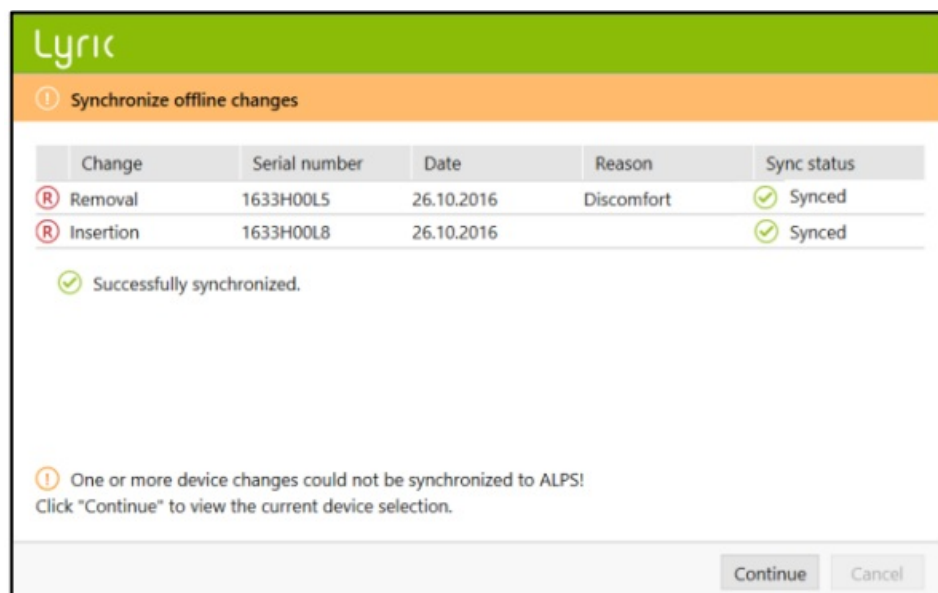 Lyric
! Synchronize offline changes
Change Serial number Date Reason Sync status
R Removal 1633H00L5 26.10.2016 Discomfort Synced
R Insertion 1633H00L8 26.10.2016 Synced
Successfully synchronized.
! One or more device changes could not be synchronized to ALPS!
Click "Continue" to view the current device selection.
Continue Cancel